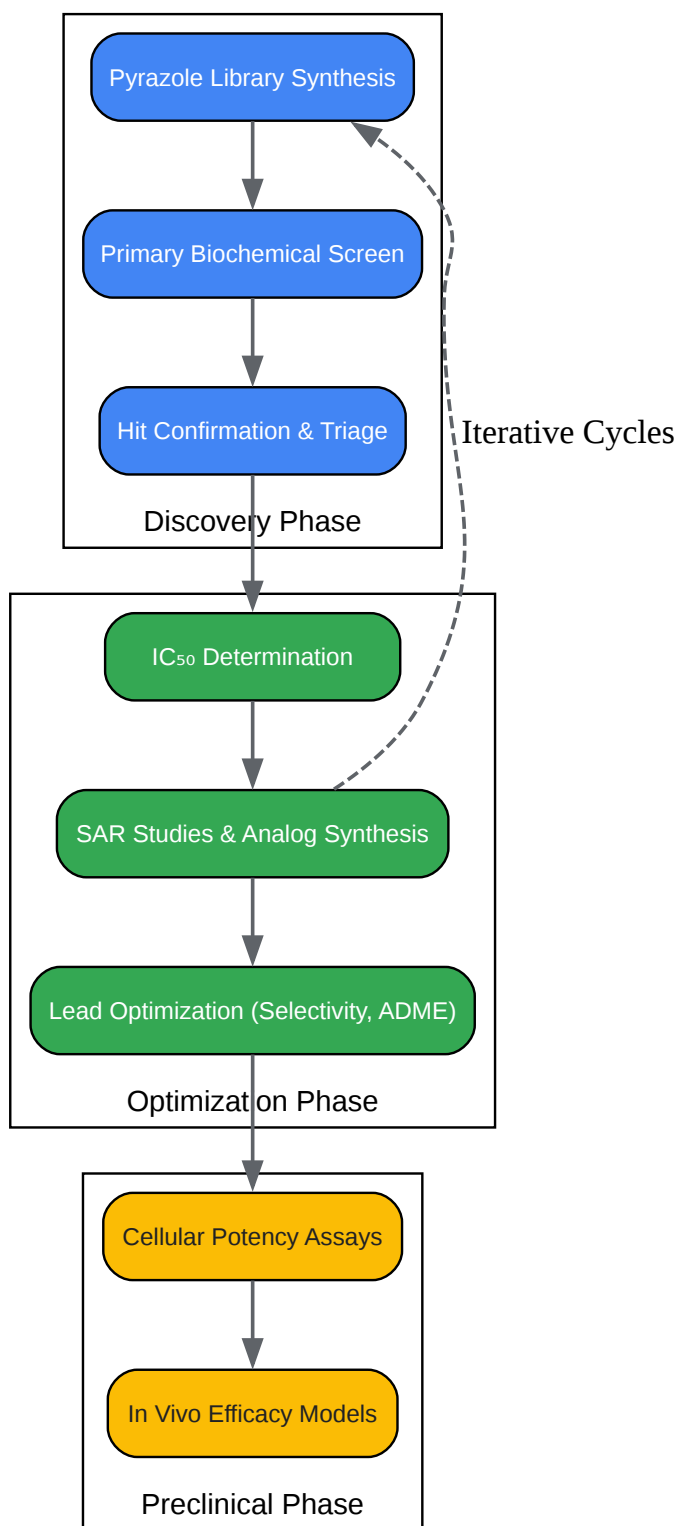 Pyrazole Library Synthesis
Primary Biochemical Screen
Hit Confirmation & Triage
Iterative Cycles
Discovery Phase
IC₅₀ Determination
SAR Studies & Analog Synthesis
Lead Optimization (Selectivity, ADME)
Optimization Phase
Cellular Potency Assays
In Vivo Efficacy Models
Preclinical Phase